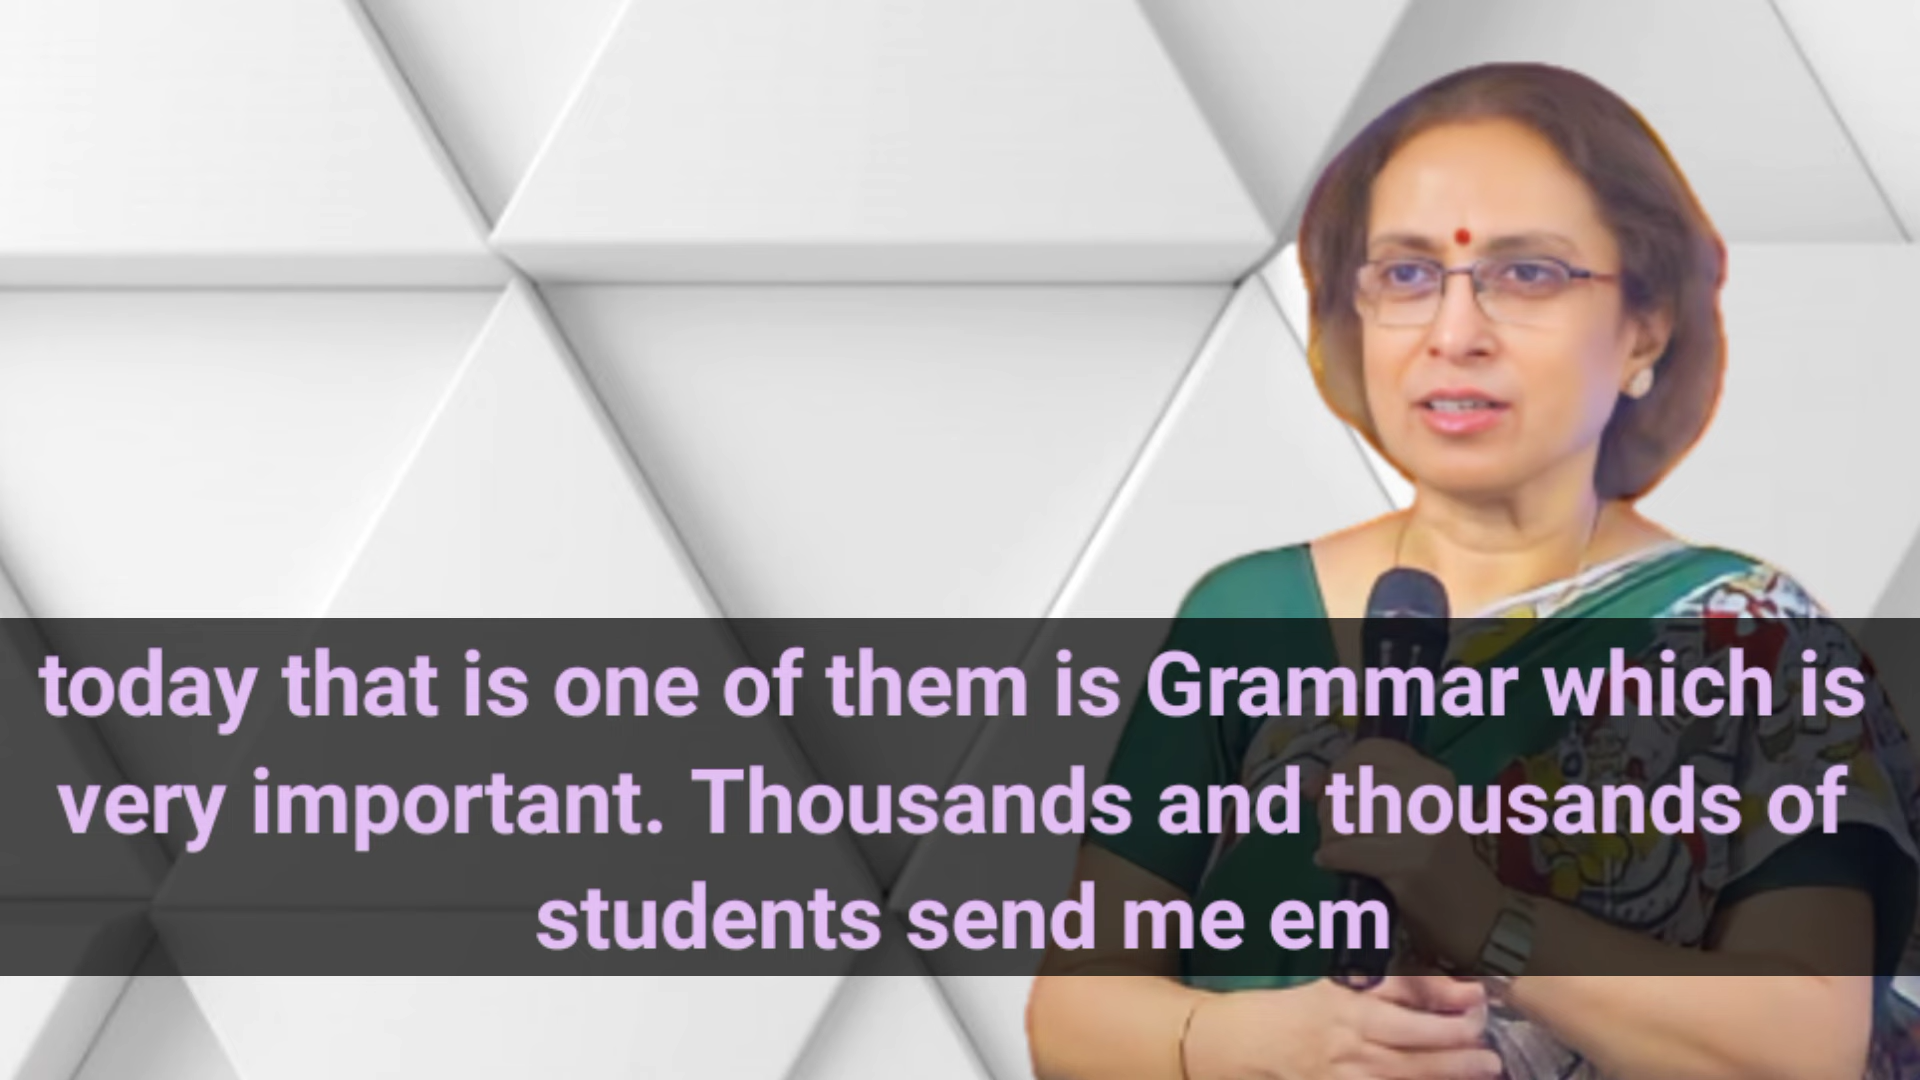 today that is one of them is Grammar which is
very important. Thousands and thousands of
students send me em